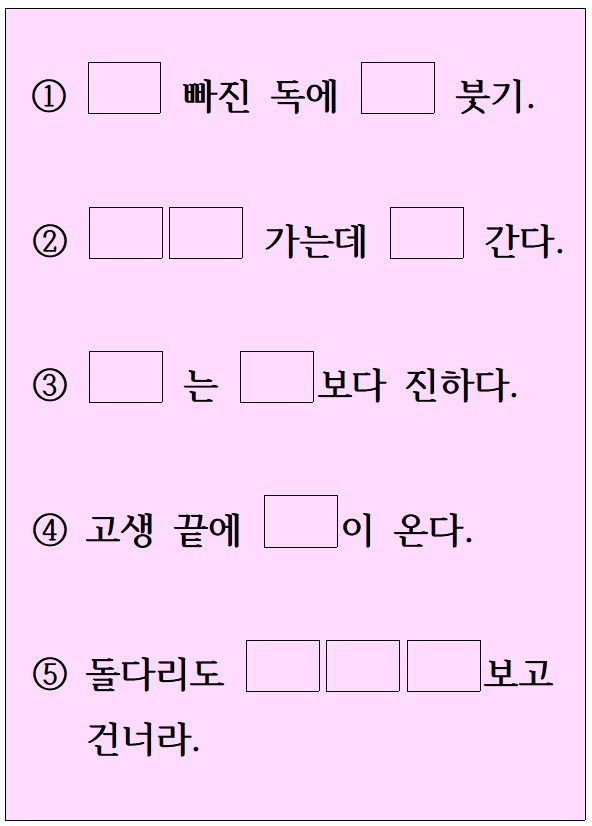 ① 빠진 독에 붓기.
② 가는데 간다.
③ 는 보다 진하다.
④ 고생 끝에 이 온다.
⑤ 돌다리도 보고
건너라.